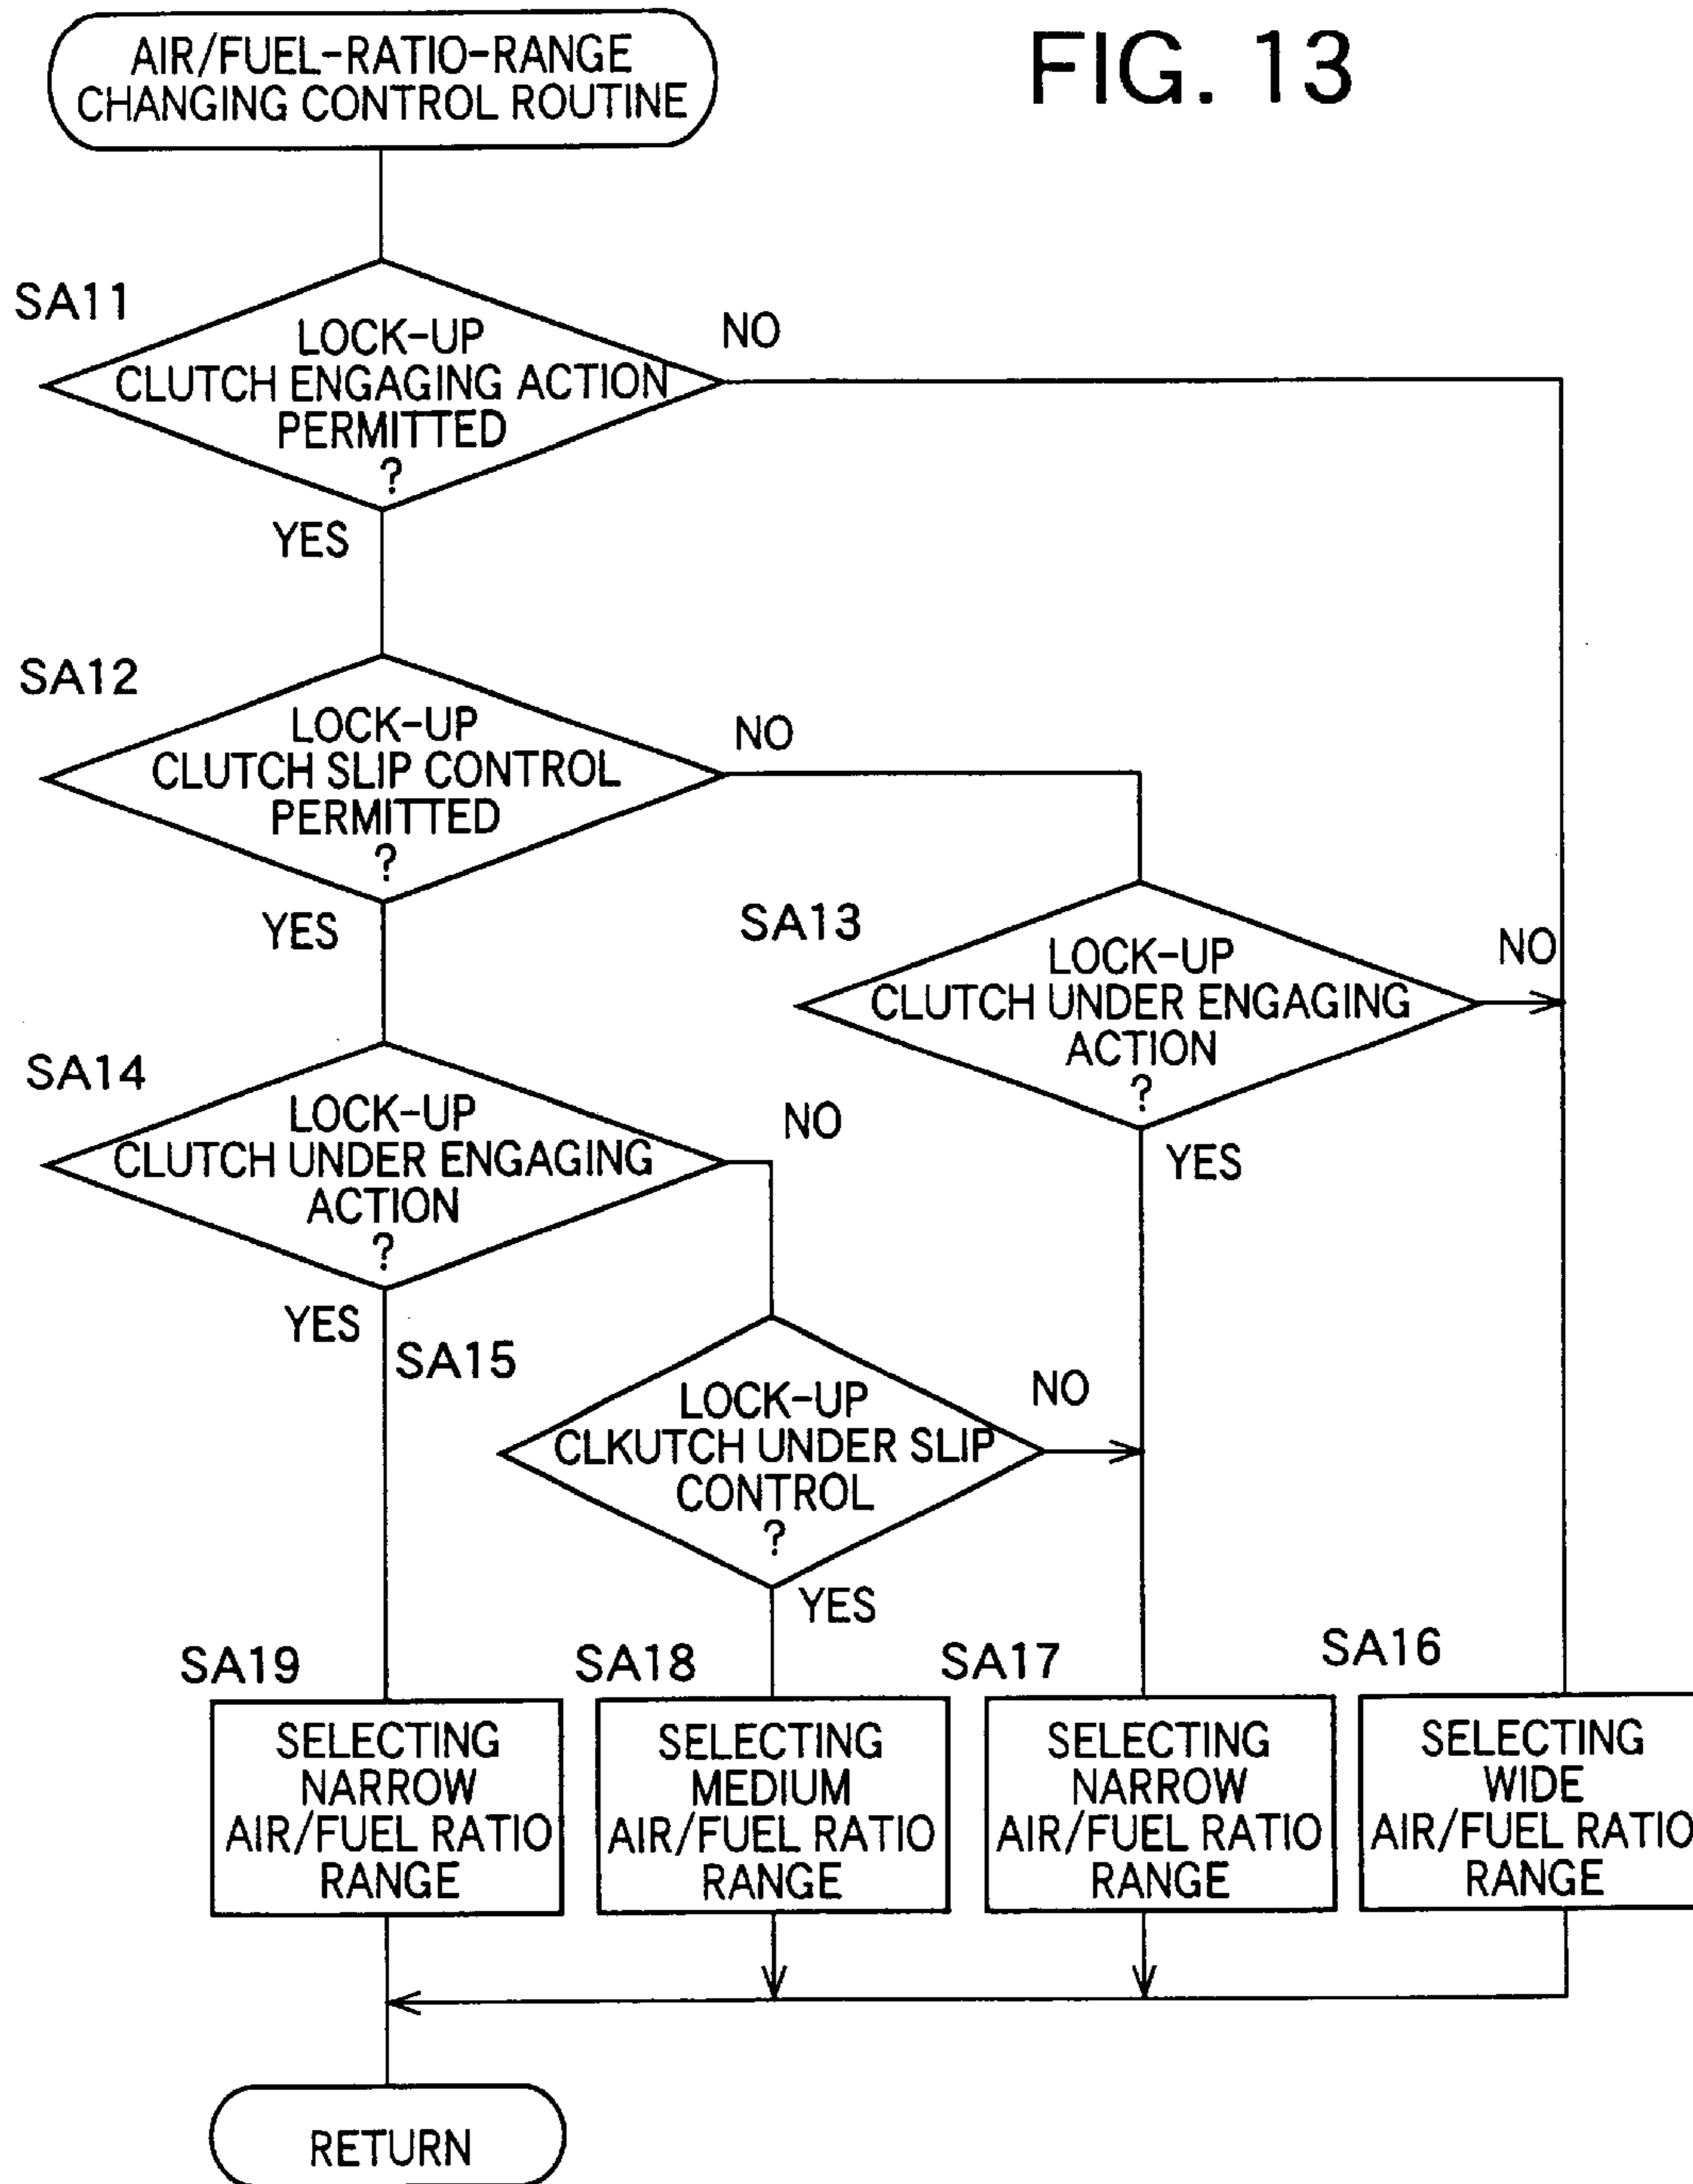 FIG. 13
AIR/FUEL-RATIO-RANGE
CHANGING CONTROL ROUTINE
SA11
LOCK-UP
CLUTCH ENGAGING ACTION
PERMITTED
?
NO
YES
SA12
LOCK-UP
CLUTCH SLIP CONTROL
PERMITTED
?
NO
YES
SA13
LOCK-UP
CLUTCH UNDER ENGAGING
ACTION
?
NO
YES
SA14
LOCK-UP
CLUTCH UNDER ENGAGING
ACTION
?
NO
YES
SA15
LOCK-UP
CLKUTCH UNDER SLIP
CONTROL
?
NO
YES
SA19
SELECTING
NARROW
AIR/FUEL RATIO
RANGE
SA18
SELECTING
MEDIUM
AIR/FUEL RATIO
RANGE
SA17
SELECTING
NARROW
AIR/FUEL RATIO
RANGE
SA16
SELECTING
WIDE
AIR/FUEL RATIO
RANGE
RETURN